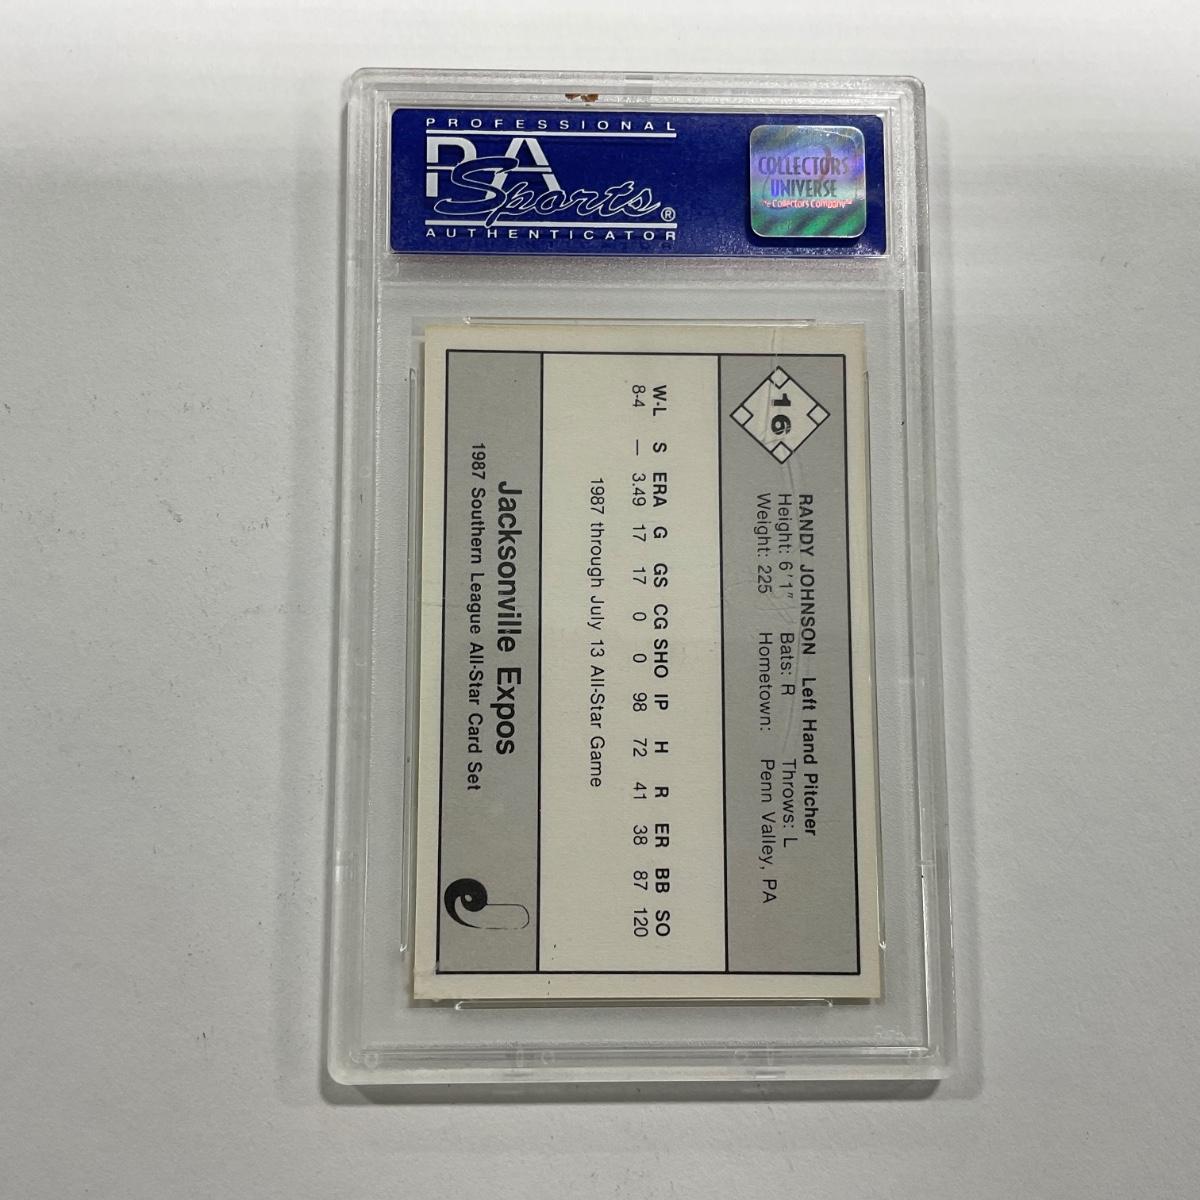 PROFESSIONAL
PSA
Sports®
AUTHENTICATOR
COLLECTORS
UNIVERSE
The Collectors Company™
16
RANDY JOHNSON Left Hand Pitcher
Height: 6'1" Bats: R Throws: L
Weight: 225 Hometown: Penn Valley, PA
W-L S ERA G GS CG SHO IP H R ER BB SO
8-4 — 3.49 17 17 0 0 98 72 41 38 87 120
1987 through July 13 All-Star Game
Jacksonville Expos
1987 Southern League All-Star Card Set